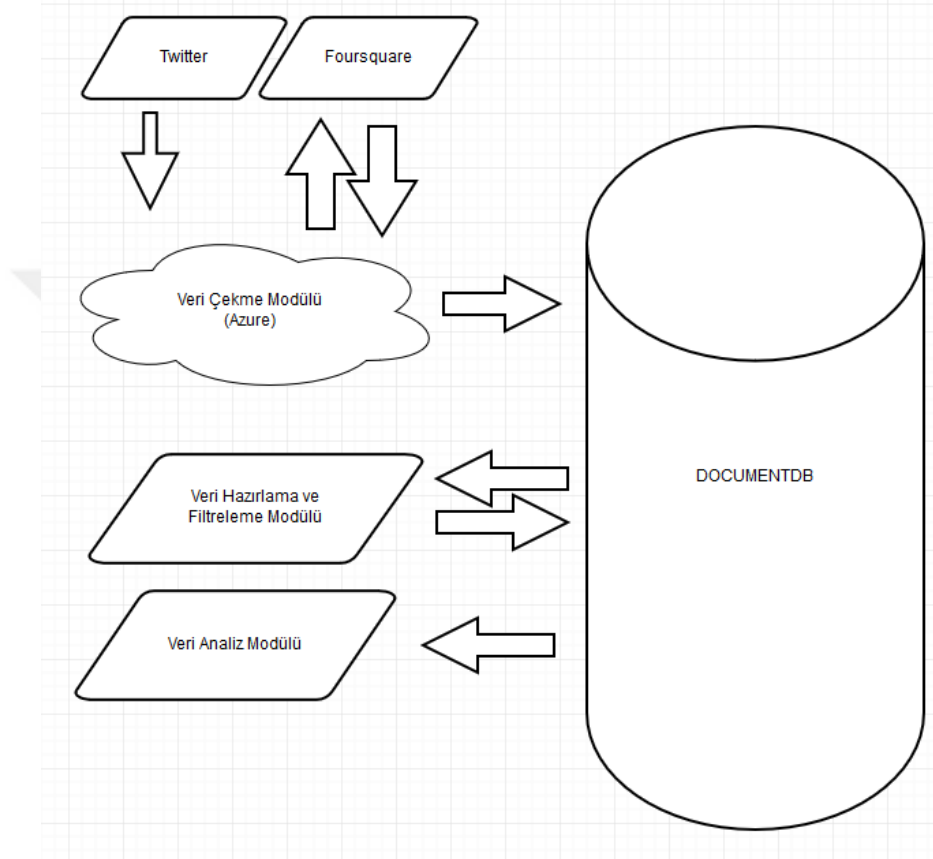 Twitter
Foursquare
Veri Çekme Modülü
(Azure)
DOCUMENTDB
Veri Hazırlama ve
Filtreleme Modülü
Veri Analiz Modülü